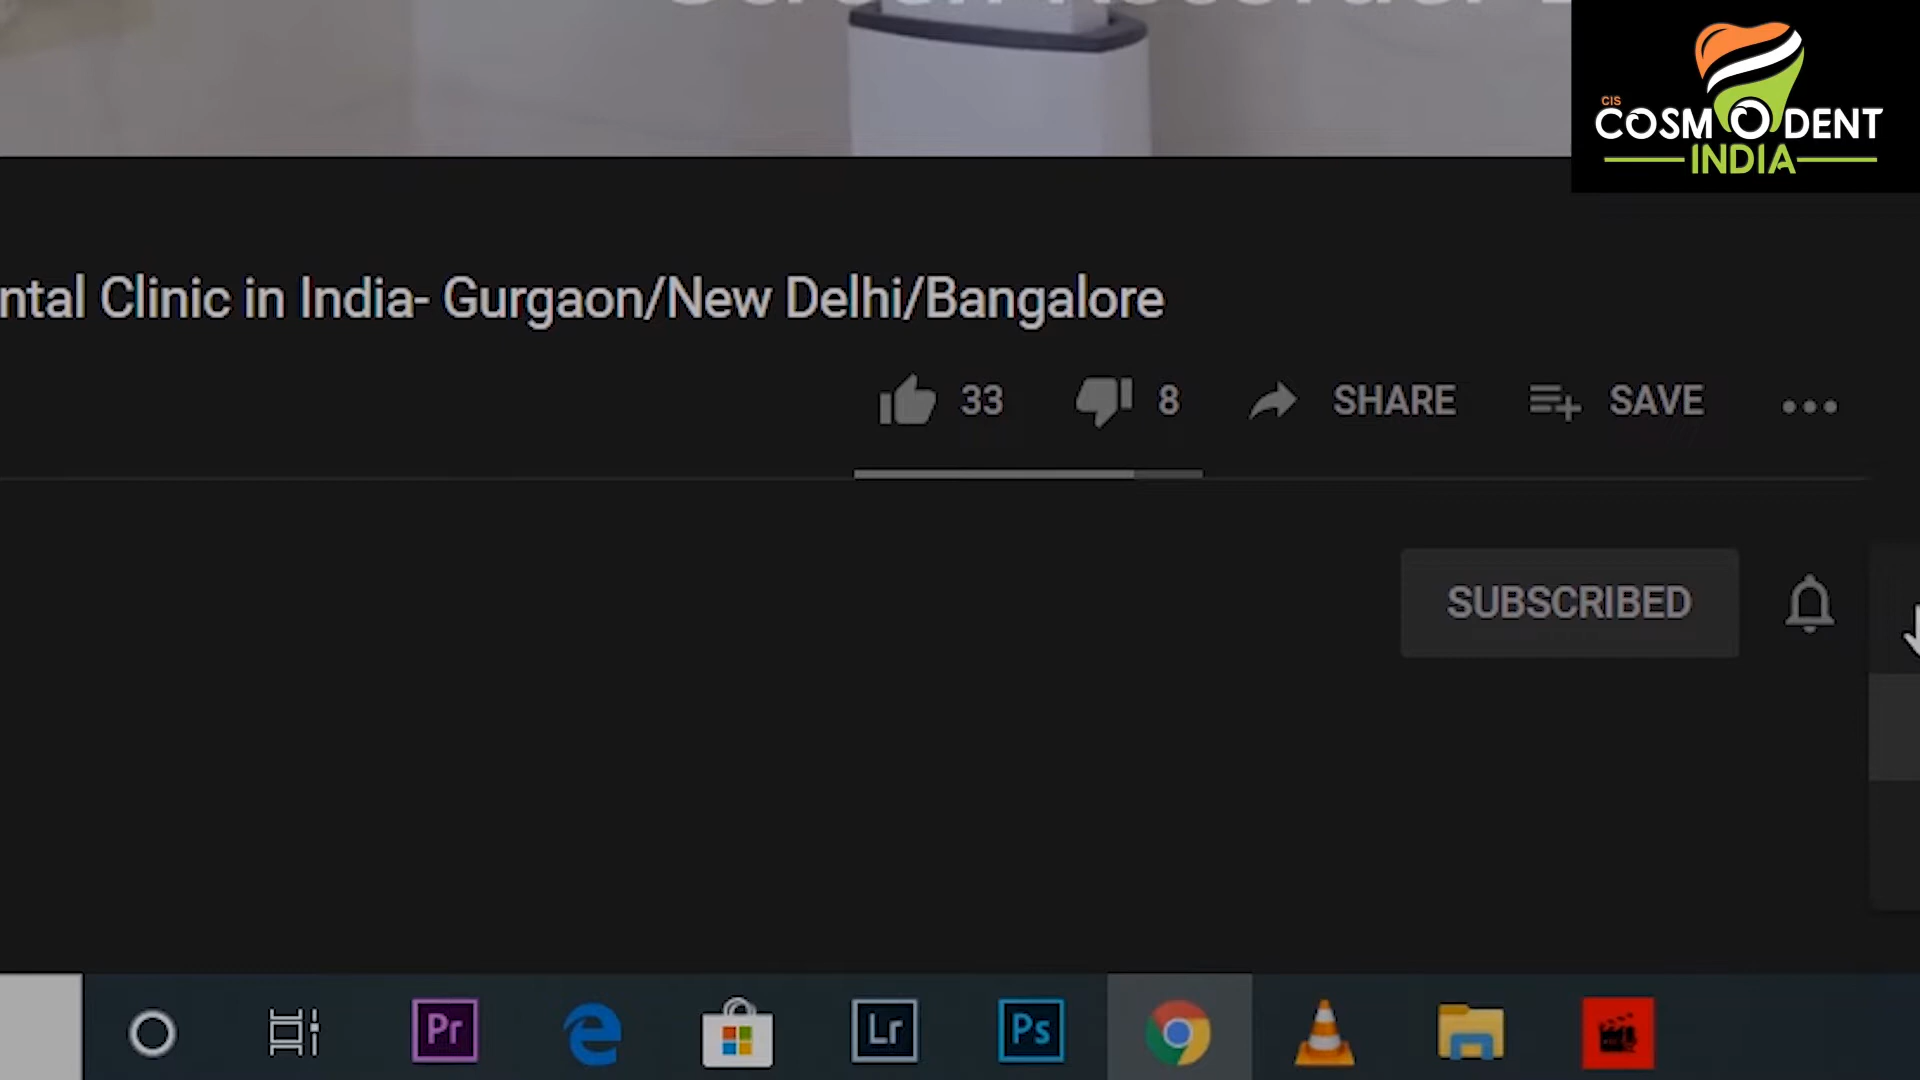 CIS
COSMODENT
INDIA
ntal Clinic in India- Gurgaon/New Delhi/Bangalore
33 8 SHARE SAVE
SUBSCRIBED
Pr Lr Ps